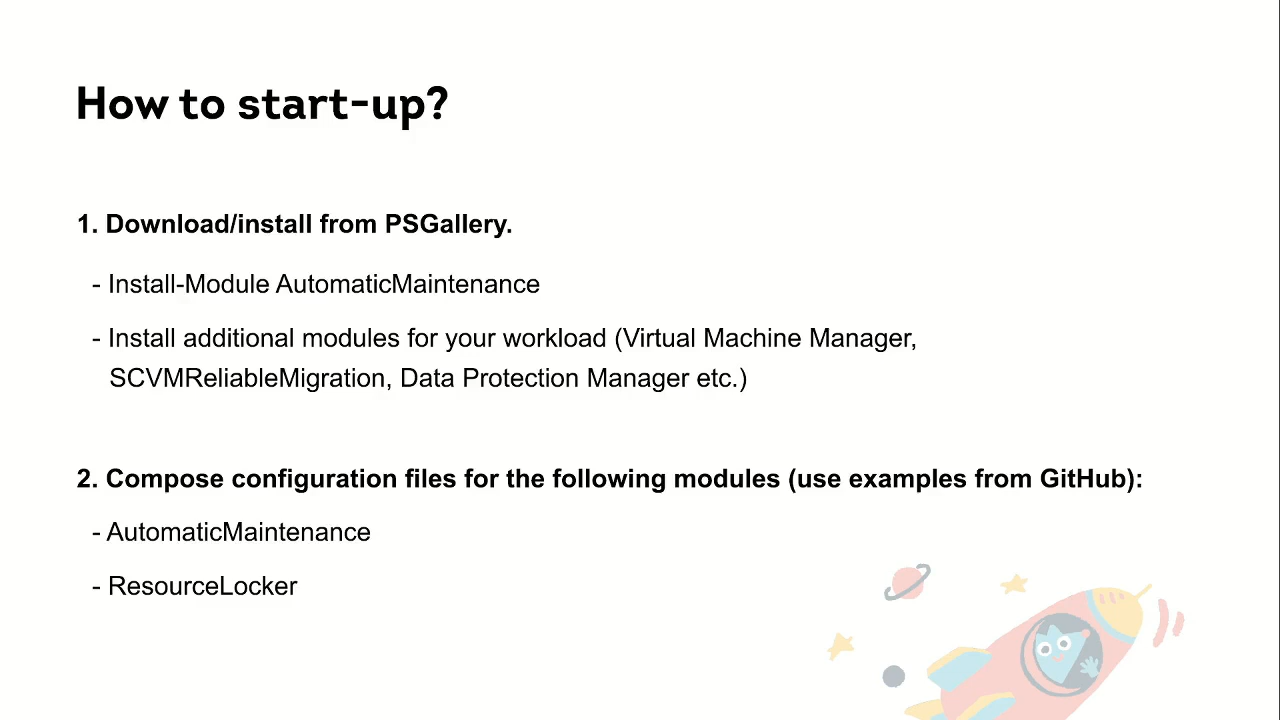 How to start-up?
1. Download/install from PSGallery.
- Install-Module AutomaticMaintenance
- Install additional modules for your workload (Virtual Machine Manager,
SCVMReliableMigration, Data Protection Manager etc.)
2. Compose configuration files for the following modules (use examples from GitHub):
- AutomaticMaintenance
- ResourceLocker